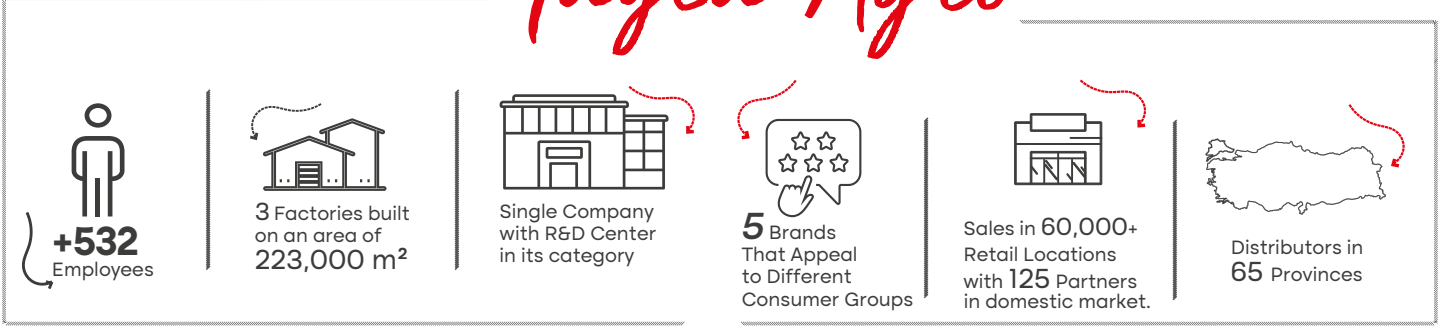 +532
Employees
3 Factories built
on an area of
223,000 m²
Single Company
with R&D Center
in its category
5 Brands
That Appeal
to Different
Consumer Groups
Sales in 60,000+
Retail Locations
with 125 Partners
in domestic market.
Distributors in
65 Provinces